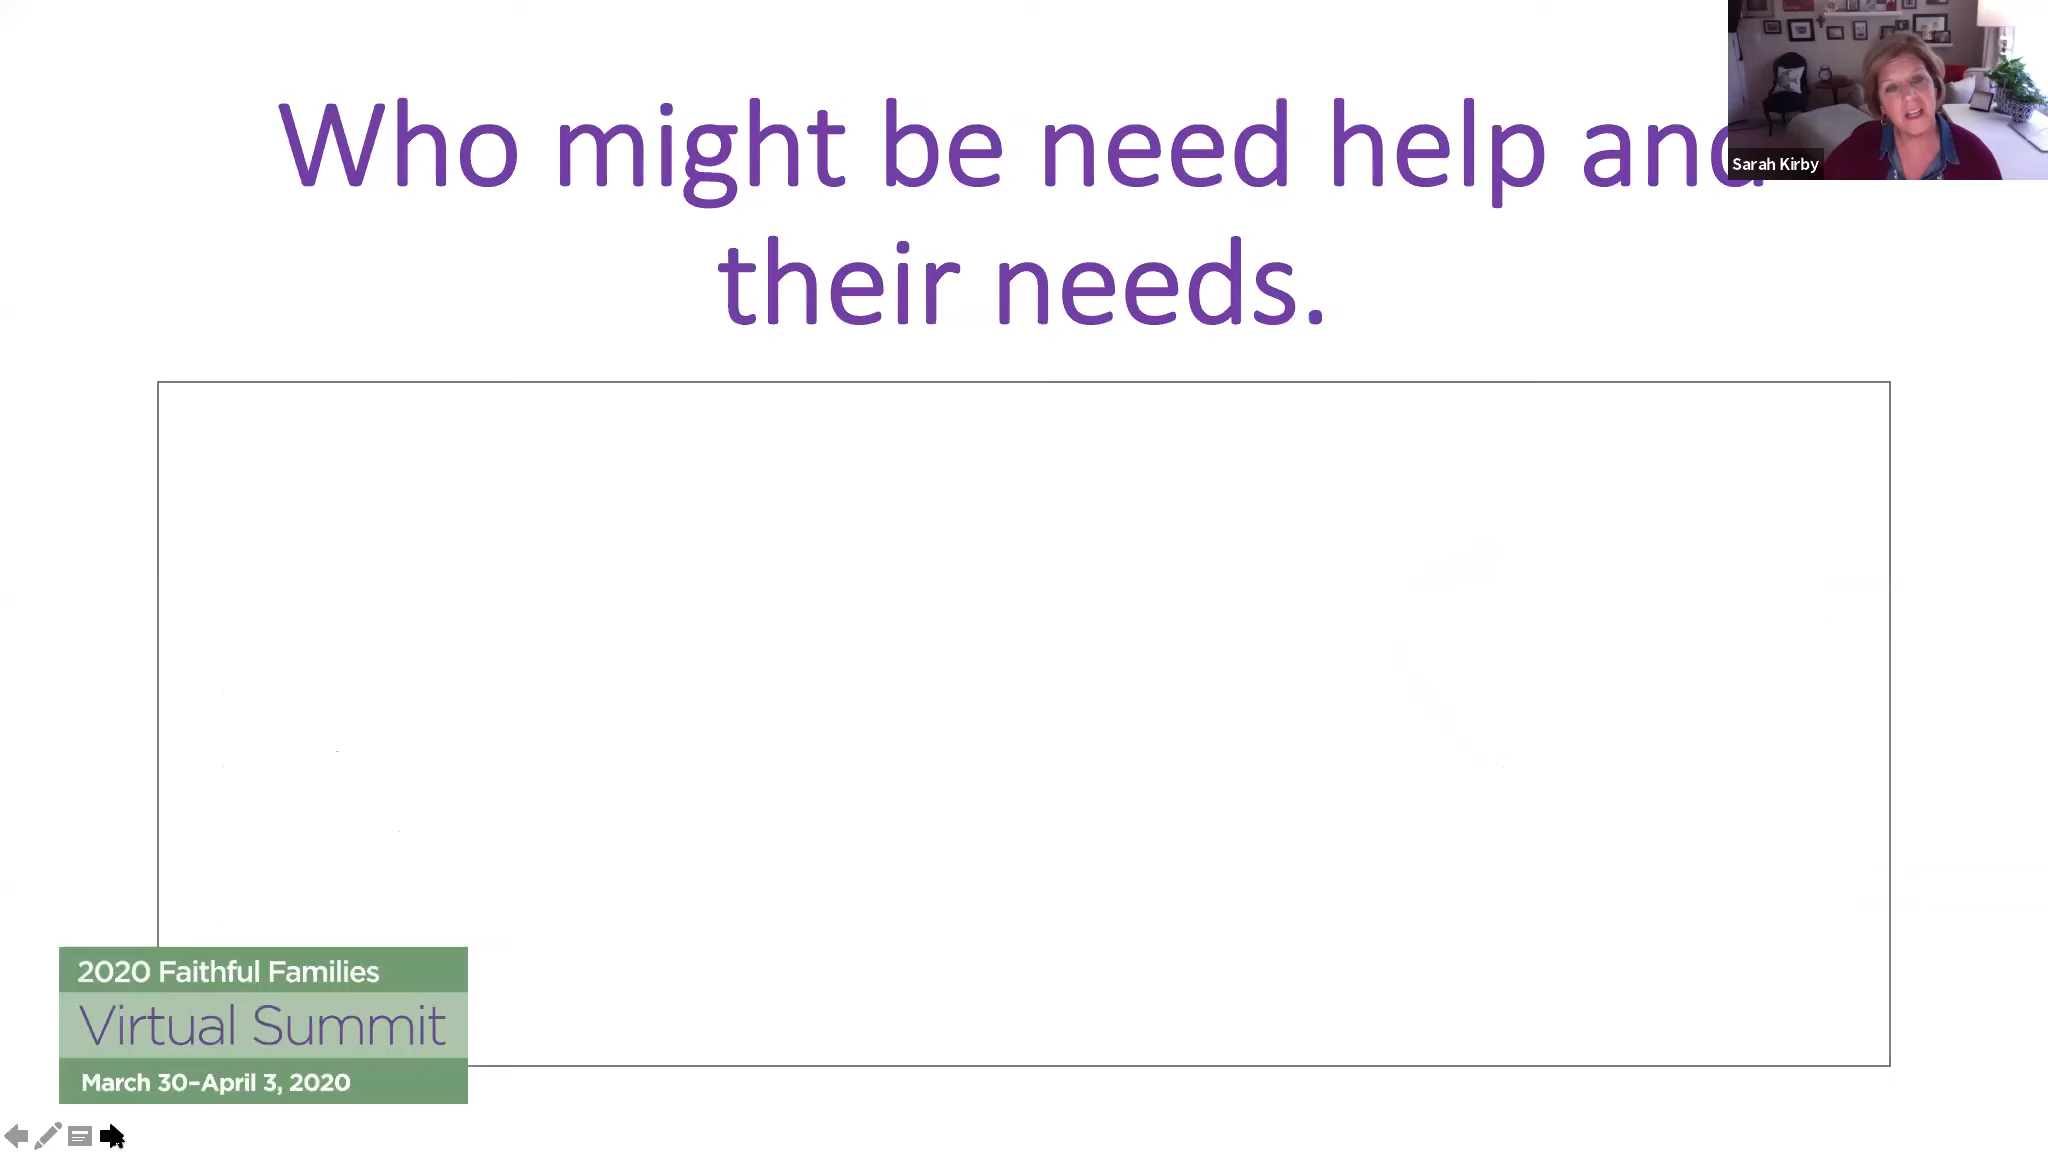 Who might be need help and
their needs.
Sarah Kirby
2020 Faithful Families
Virtual Summit
March 30–April 3, 2020